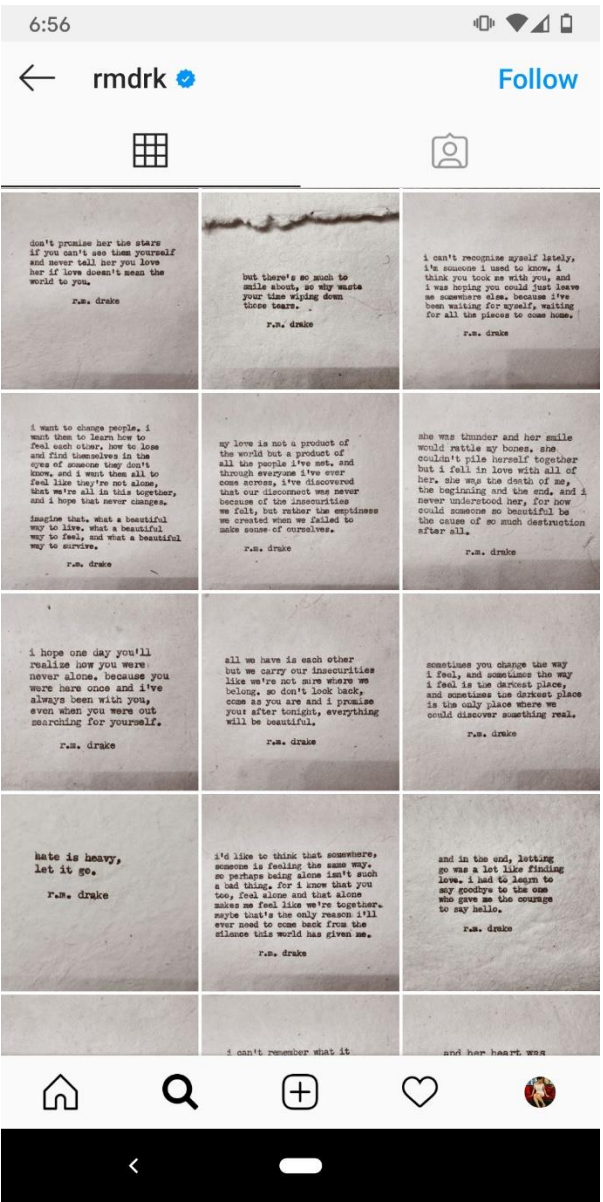 6:56
rmdrk
Follow
don't promise her the stars
if you can't see them yourself
and never tell her you love
her if love doesn't mean the
world to you.
r.m. drake
but there's so much to
smile about, so why waste
your time wiping down
those tears.
r.m. drake
i can't recognize myself lately,
i'm someone i used to know. i
think you took me with you, and
i was hoping you could just leave
me somewhere else. because i've
been waiting for myself, waiting
for all the pieces to come home.
r.m. drake
i want to change people. i
want them to learn how to
feel each other, how to lose
and find themselves in the
eyes of someone they don't
know. and i want them all to
feel like they're not alone,
that we're all in this together,
and i hope that never changes.
imagine that. what a beautiful
way to live. what a beautiful
way to feel, and what a beautiful
way to survive.
r.m. drake
my love is not a product of
the world but a product of
all the people i've met. and
through everyone i've ever
come across, i've discovered
that our disconnect was never
because of the insecurities
we felt, but rather the emptiness
we created when we failed to
make sense of ourselves.
r.m. drake
she was thunder and her smile
would rattle my bones. she
couldn't pile herself together
but i fell in love with all of
her. she was the death of me,
the beginning and the end. and i
never understood her, for how
could someone so beautiful be
the cause of so much destruction
after all.
r.m. drake
i hope one day you'll
realize how you were
never alone. because you
were here once and i've
always been with you,
even when you were out
searching for yourself.
r.m. drake
all we have is each other
but we carry our insecurities
like we're not sure where we
belong. so don't look back,
come as you are and i promise
you: after tonight, everything
will be beautiful.
r.m. drake
sometimes you change the way
i feel, and sometimes the way
i feel is the darkest place,
and sometimes the darkest place
is the only place where we
could discover something real.
r.m. drake
hate is heavy,
let it go.
r.m. drake
i'd like to think that somewhere,
someone is feeling the same way.
so perhaps being alone isn't such
a bad thing. for i know that you
too, feel alone and that alone
makes me feel like we're together.
maybe that's the only reason i'll
ever need to come back from the
silence this world has given me.
r.m. drake
and in the end, letting
go was a lot like finding
love. i had to learn to
say goodbye to the one
who gave me the courage
to say hello.
r.m. drake
i can't remember what it
and her heart was